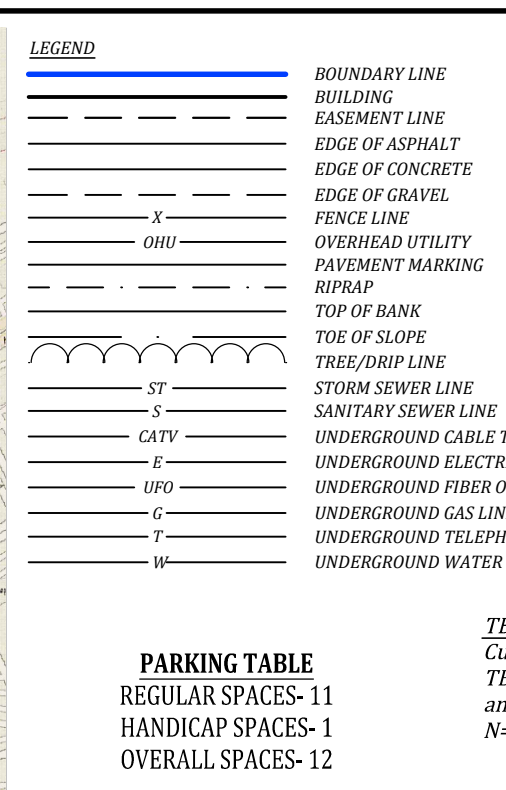 LEGEND
BOUNDARY LINE
BUILDING
EASEMENT LINE
EDGE OF ASPHALT
EDGE OF CONCRETE
EDGE OF GRAVEL
X FENCE LINE
OHU OVERHEAD UTILITY
PAVEMENT MARKING
RIPRAP
TOP OF BANK
TOE OF SLOPE
TREE/DRIP LINE
ST STORM SEWER LINE
S SANITARY SEWER LINE
CATV UNDERGROUND CABLE
E UNDERGROUND
UFO UNDERGROUND FIBER
G UNDERGROUND GAS
T UNDERGROUND
W UNDERGROUND WATER
PARKING TABLE
REGULAR SPACES- 11
HANDICAP SPACES- 1
OVERALL SPACES- 12